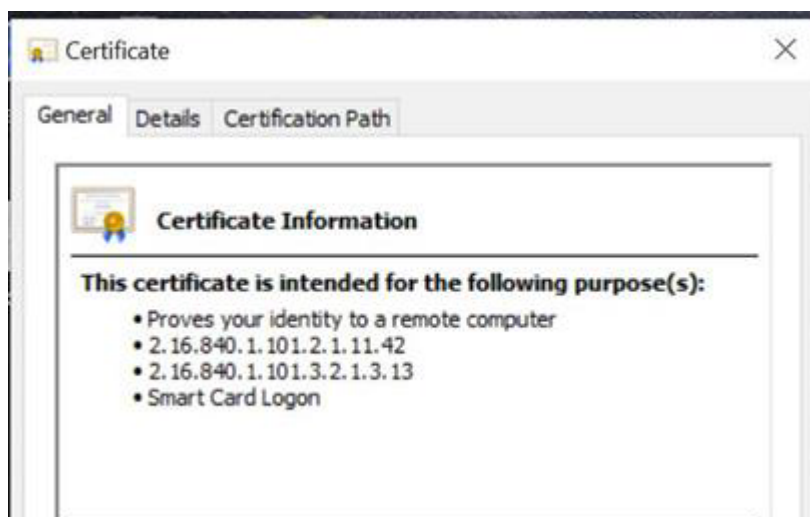 Certificate
General Details Certification Path
Certificate Information
This certificate is intended for the following purpose(s):
• Proves your identity to a remote computer
• 2.16.840.1.101.2.1.11.42
• 2.16.840.1.101.3.2.1.3.13
• Smart Card Logon